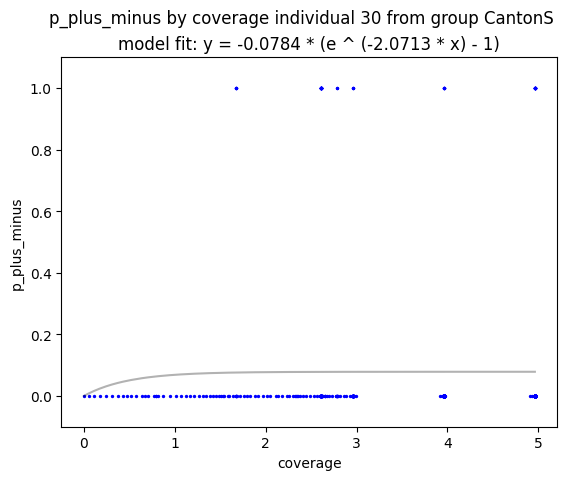 p_plus_minus by coverage individual 30 from group CantonS
model fit: y = -0.0784 * (e ^ (-2.0713 * x) - 1)
1.0
0.8
0.6
0.4
0.2
0.0
p_plus_minus
0 1 2 3 4 5
coverage